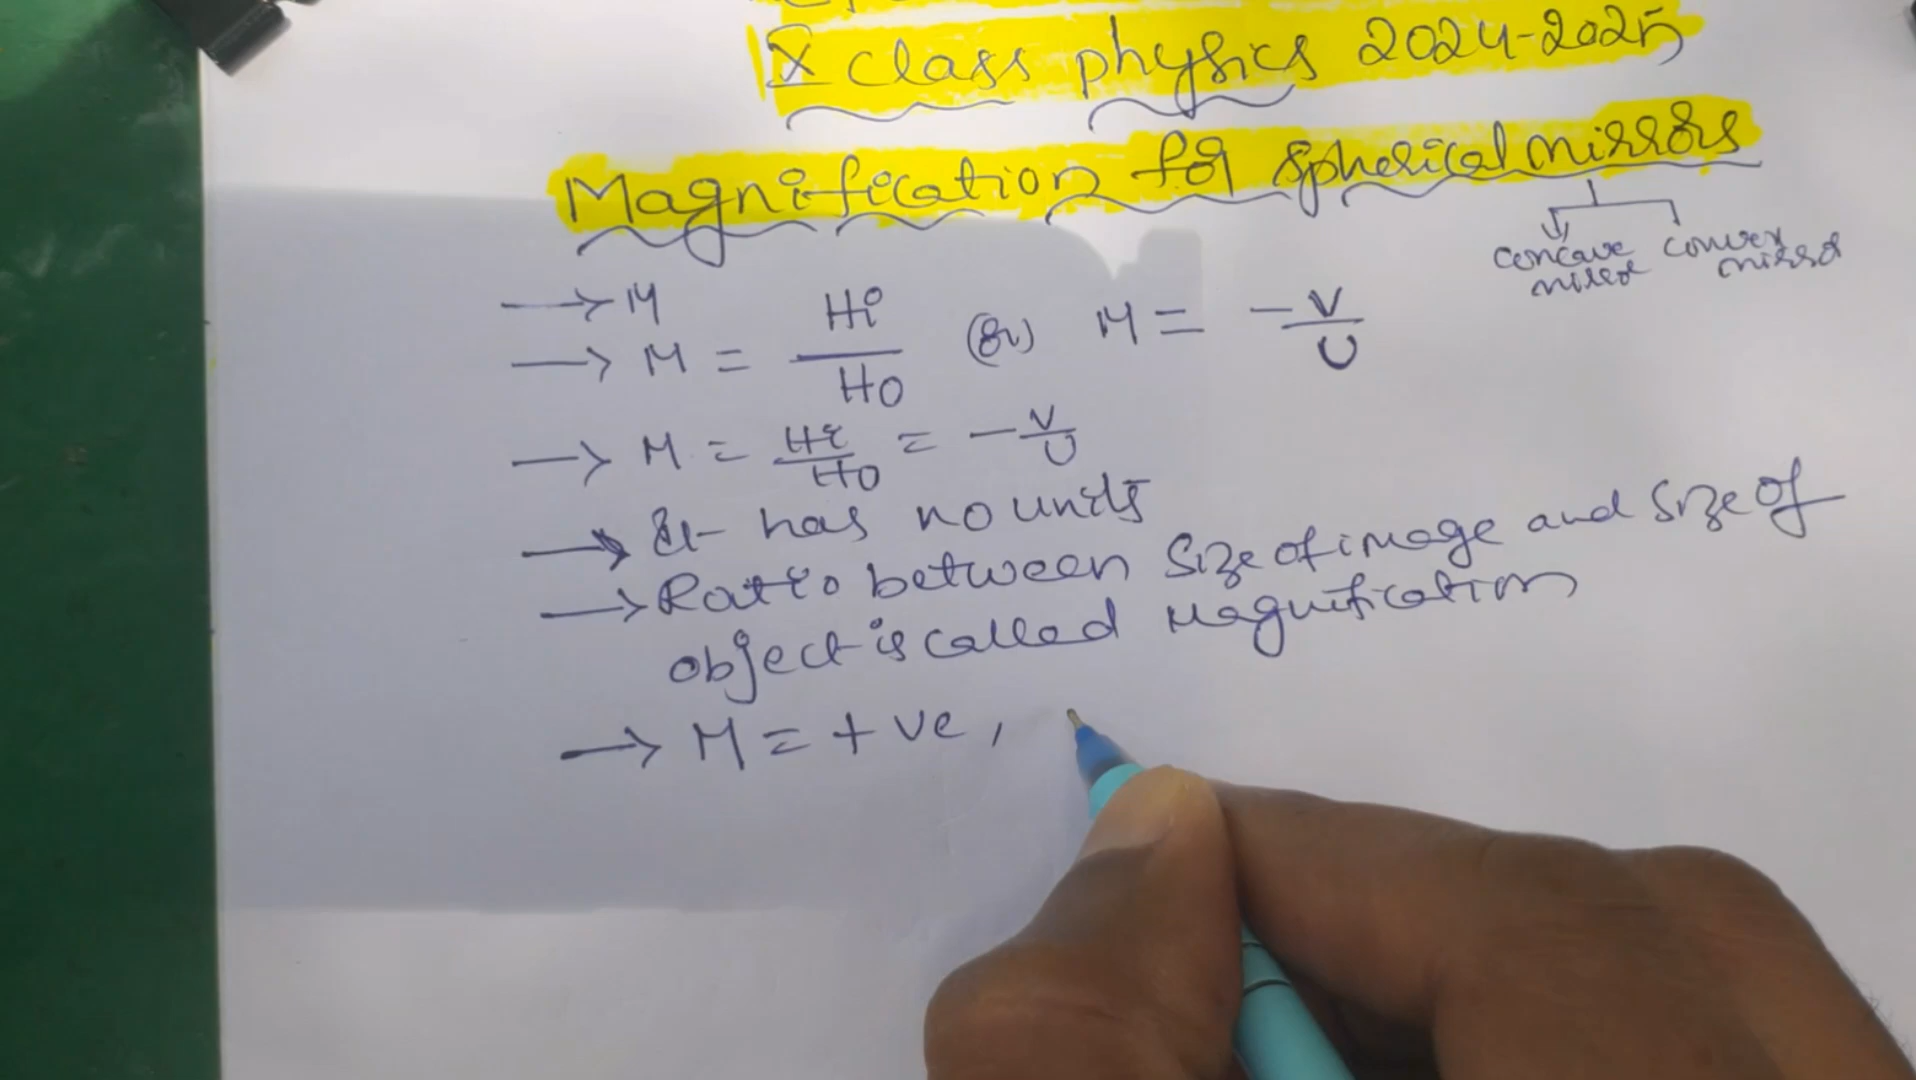 X class physics 2024-2025
Magnification for spherical mirrors
concave mirror convex mirror
→ M
→ M = Hi/HO (or) M = -V/U
→ M = Hi/HO = -V/U
→ It has no units
→ Ratio between size of image and size of
object is called Magnification
→ M = +ve,